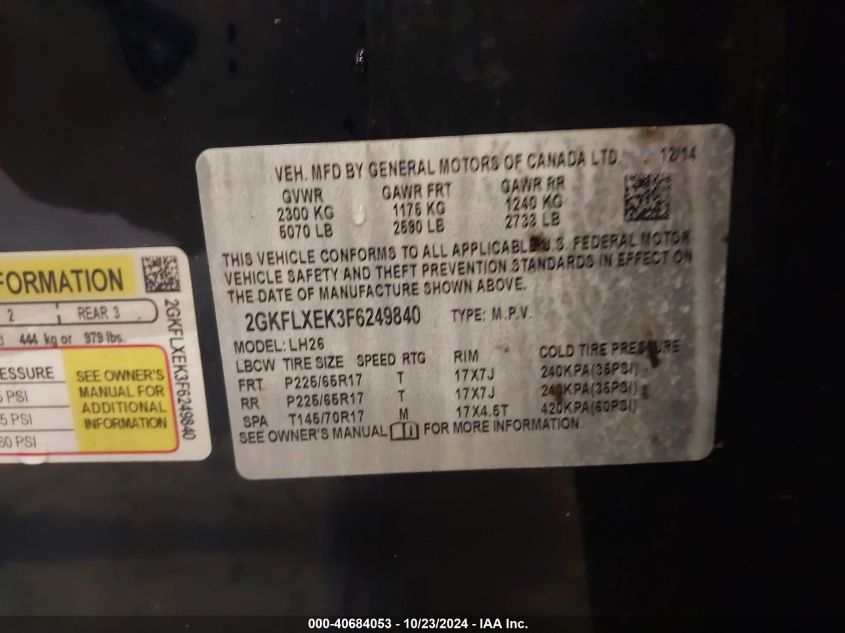 VEH. MFD BY GENERAL MOTORS OF CANADA LTD. 12/14
GVWR GAWR FRT GAWR RR
2300 KG 1175 KG 1240 KG
5070 LB 2590 LB 2733 LB
THIS VEHICLE CONFORMS TO ALL APPLICABLE U.S. FEDERAL MOTOR
VEHICLE SAFETY AND THEFT PREVENTION STANDARDS IN EFFECT ON
THE DATE OF MANUFACTURE SHOWN ABOVE.
2GKFLXEK3F6249840 TYPE: M.P.V.
MODEL: LH26
LBCW TIRE SIZE SPEED RTG RIM COLD TIRE PRESSURE
FRT P225/65R17 T 17X7J 240KPA(35PSI)
RR P225/65R17 T 17X7J 240KPA(35PSI)
SPA T145/70R17 M 17X4.5T 420KPA(60PSI)
SEE OWNER'S MANUAL FOR MORE INFORMATION.
FORMATION
2 REAR 3
444 kg or 979 lbs.
ESSURE
PSI
5 PSI
60 PSI
SEE OWNER'S
MANUAL FOR
ADDITIONAL
INFORMATION
2GKFLXEK3F6249840
000-40684053 - 10/23/2024 - IAA Inc.